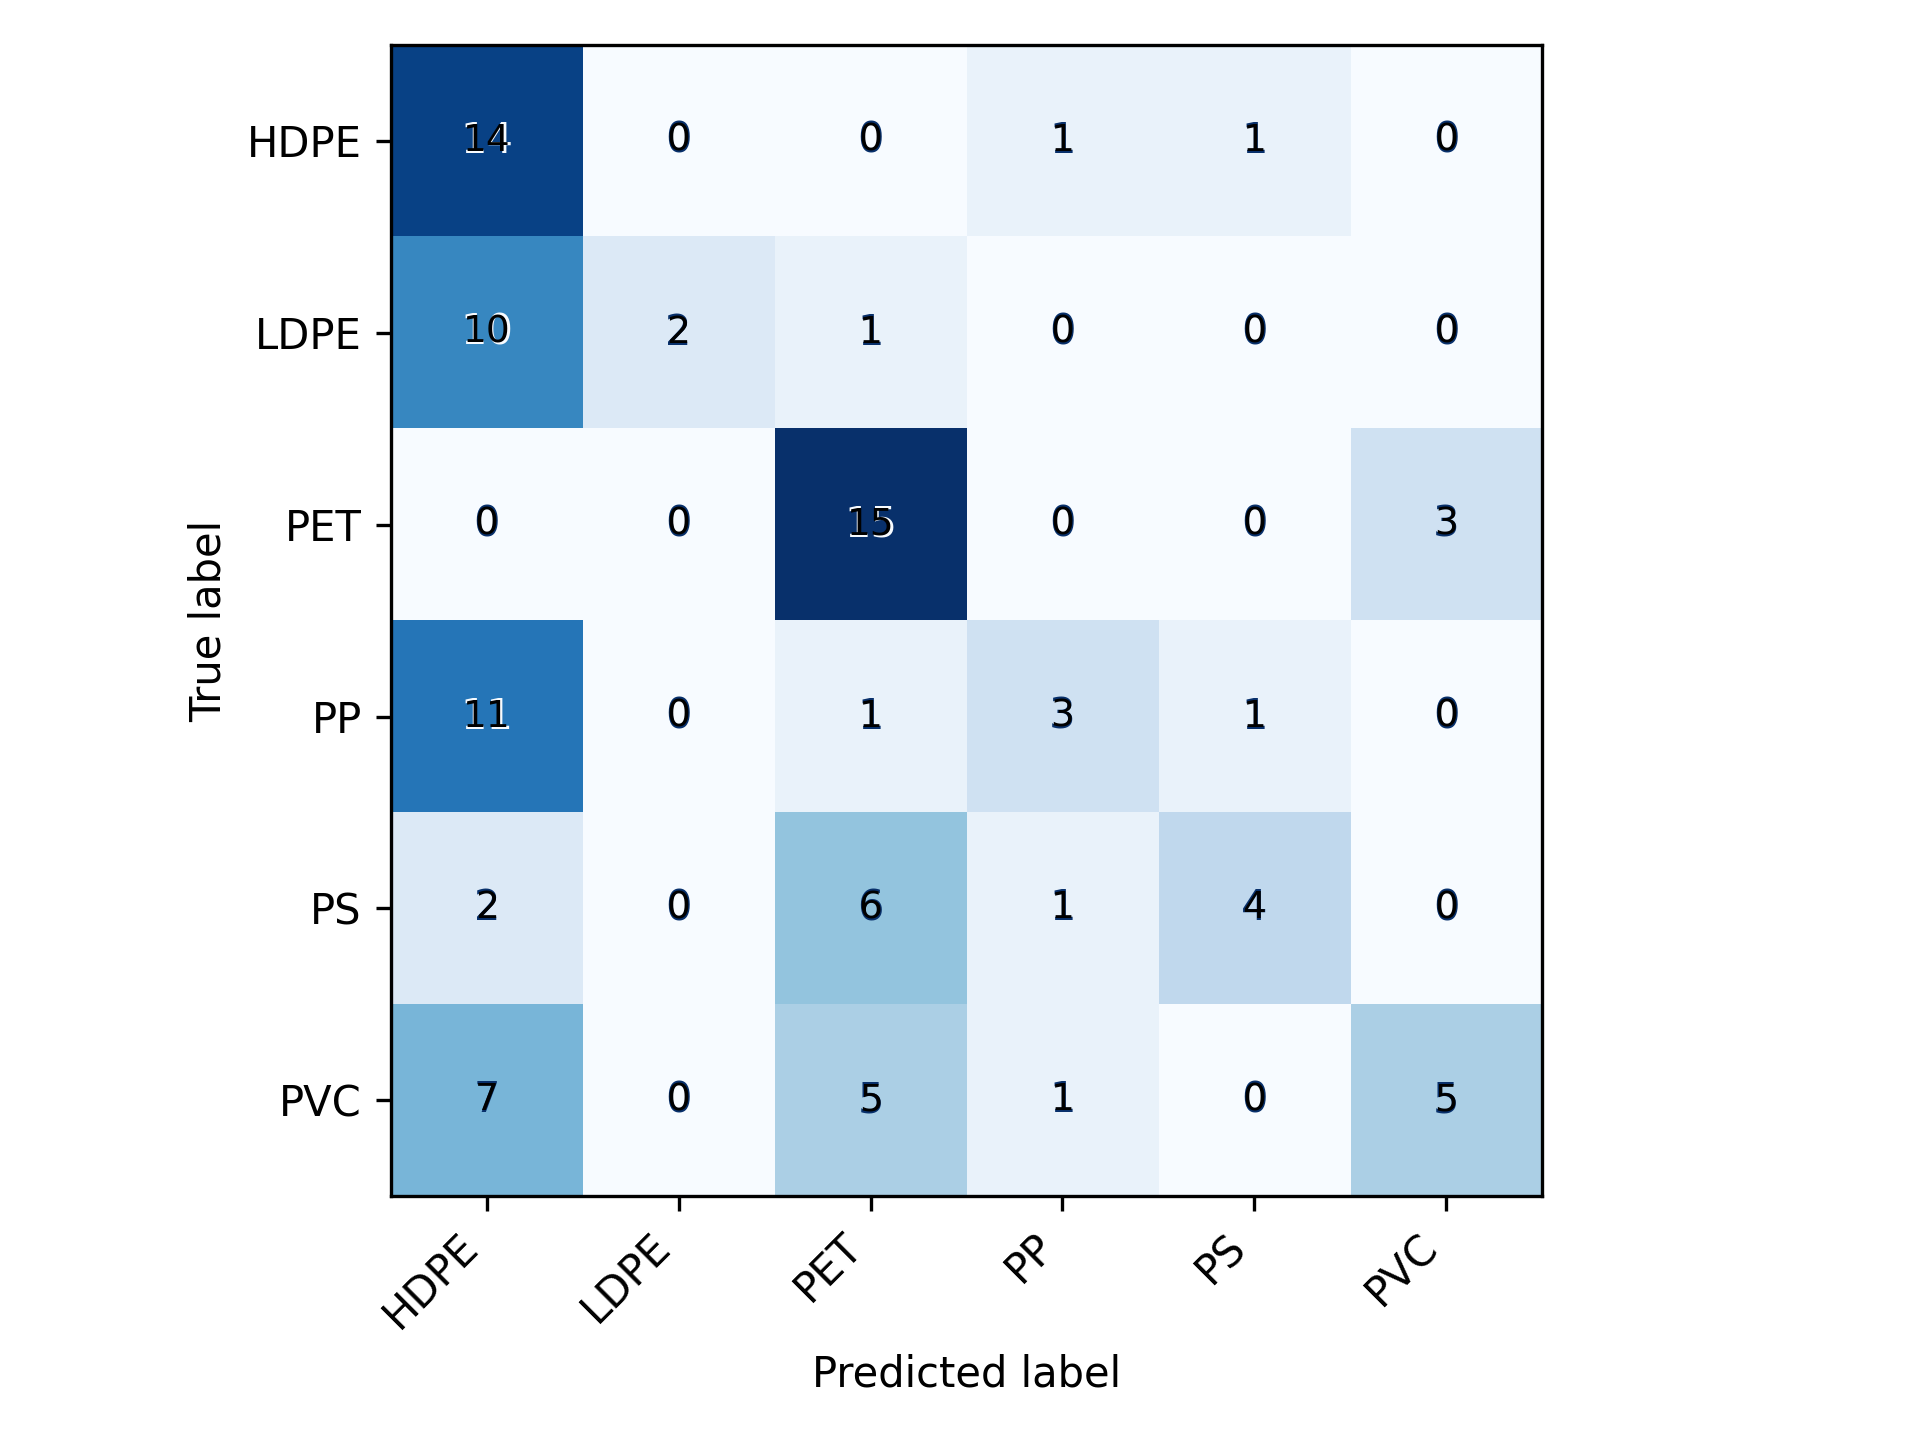 HDPE 14 0 0 1 1 0
LDPE 10 2 1 0 0 0
PET 0 0 15 0 0 3
PP 11 0 1 3 1 0
PS 2 0 6 1 4 0
PVC 7 0 5 1 0 5
True label
HDPE LDPE PET PP PS PVC
Predicted label